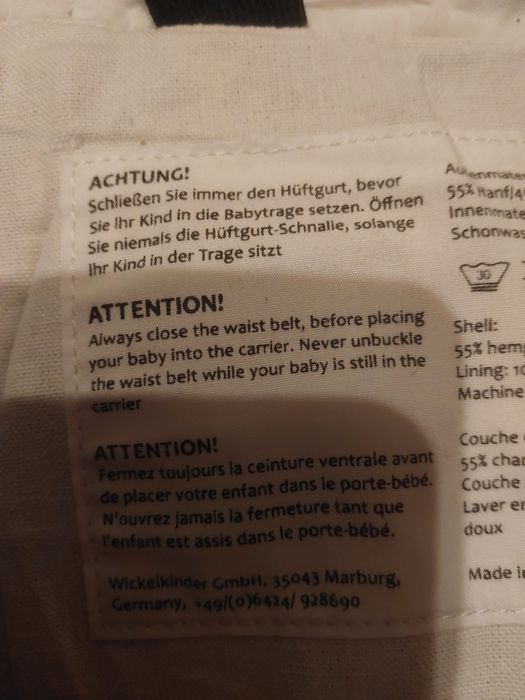 ACHTUNG!
Schließen Sie immer den Hüftgurt, bevor
Sie Ihr Kind in die Babytrage setzen. Öffnen
Sie niemals die Hüftgurt-Schnalle, solange
Ihr Kind in der Trage sitzt
ATTENTION!
Always close the waist belt, before placing
your baby into the carrier. Never unbuckle
the waist belt while your baby is still in the
carrier
ATTENTION!
Fermez toujours la ceinture ventrale avant
de placer votre enfant dans le porte-bébé.
N'ouvrez jamais la fermeture tant que
l'enfant est assis dans le porte-bébé.
Wickelkinder GmbH, 35043 Marburg,
Germany, +49/(0)6424/ 928690
55% Hanf/4
30
Shell:
55% hemp
Lining:
Machine
Couche
55%
Couche
Laver
doux
Made